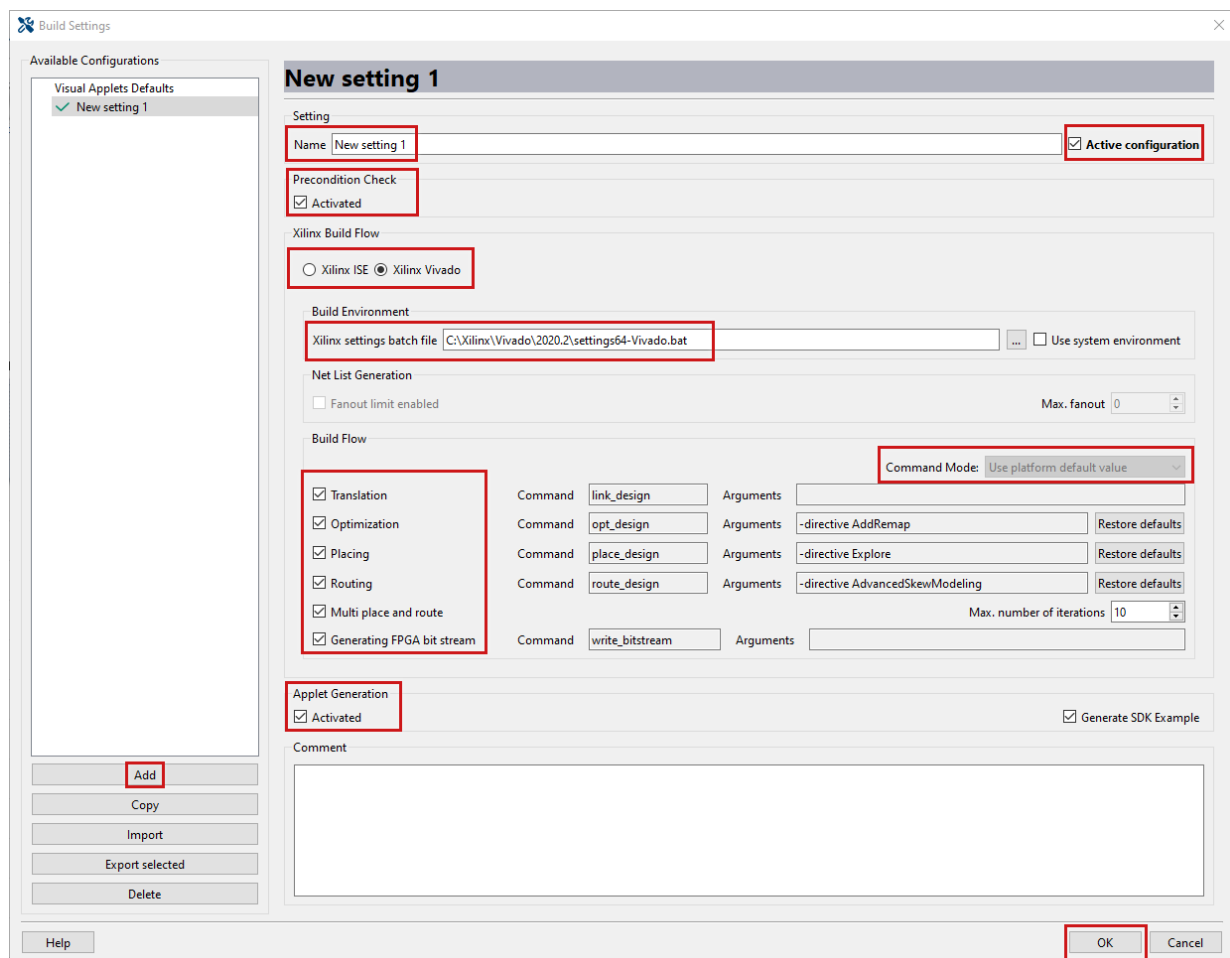 Build Settings
Available Configurations
Visual Applets Defaults
New setting 1
Add
Copy
Import
Export selected
Delete
New setting 1
Setting
Name New setting 1 Active configuration
Precondition Check
Activated
Xilinx Build Flow
Xilinx ISE Xilinx Vivado
Build Environment
Xilinx settings batch file C:\Xilinx\Vivado\2020.2\settings64-Vivado.bat ... Use system environment
Net List Generation
Fanout limit enabled Max. fanout 0
Build Flow
Command Mode: Use platform default value
Translation Command link_design Arguments
Optimization Command opt_design Arguments -directive AddRemap Restore defaults
Placing Command place_design Arguments -directive Explore Restore defaults
Routing Command route_design Arguments -directive AdvancedSkewModeling Restore defaults
Multi place and route Max. number of iterations 10
Generating FPGA bit stream Command write_bitstream Arguments
Applet Generation
Activated Generate SDK Example
Comment
Help OK Cancel